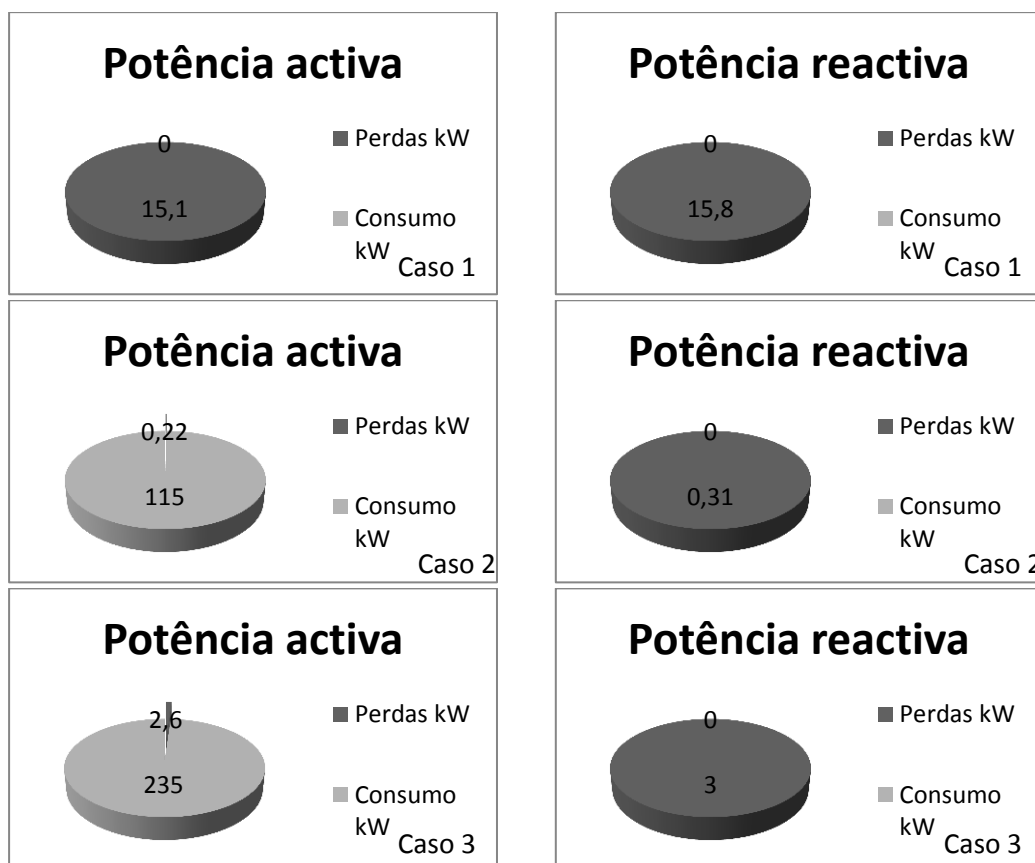 Potência activa
0
15,1
Perdas kW
Consumo
kW
Caso 1
Potência reactiva
0
15,8
Perdas kW
Consumo
kW
Caso 1
Potência activa
0,22
115
Perdas kW
Consumo
kW
Caso 2
Potência reactiva
0
0,31
Perdas kW
Consumo
kW
Caso 2
Potência activa
2,6
235
Perdas kW
Consumo
kW
Caso 3
Potência reactiva
0
3
Perdas kW
Consumo
kW
Caso 3